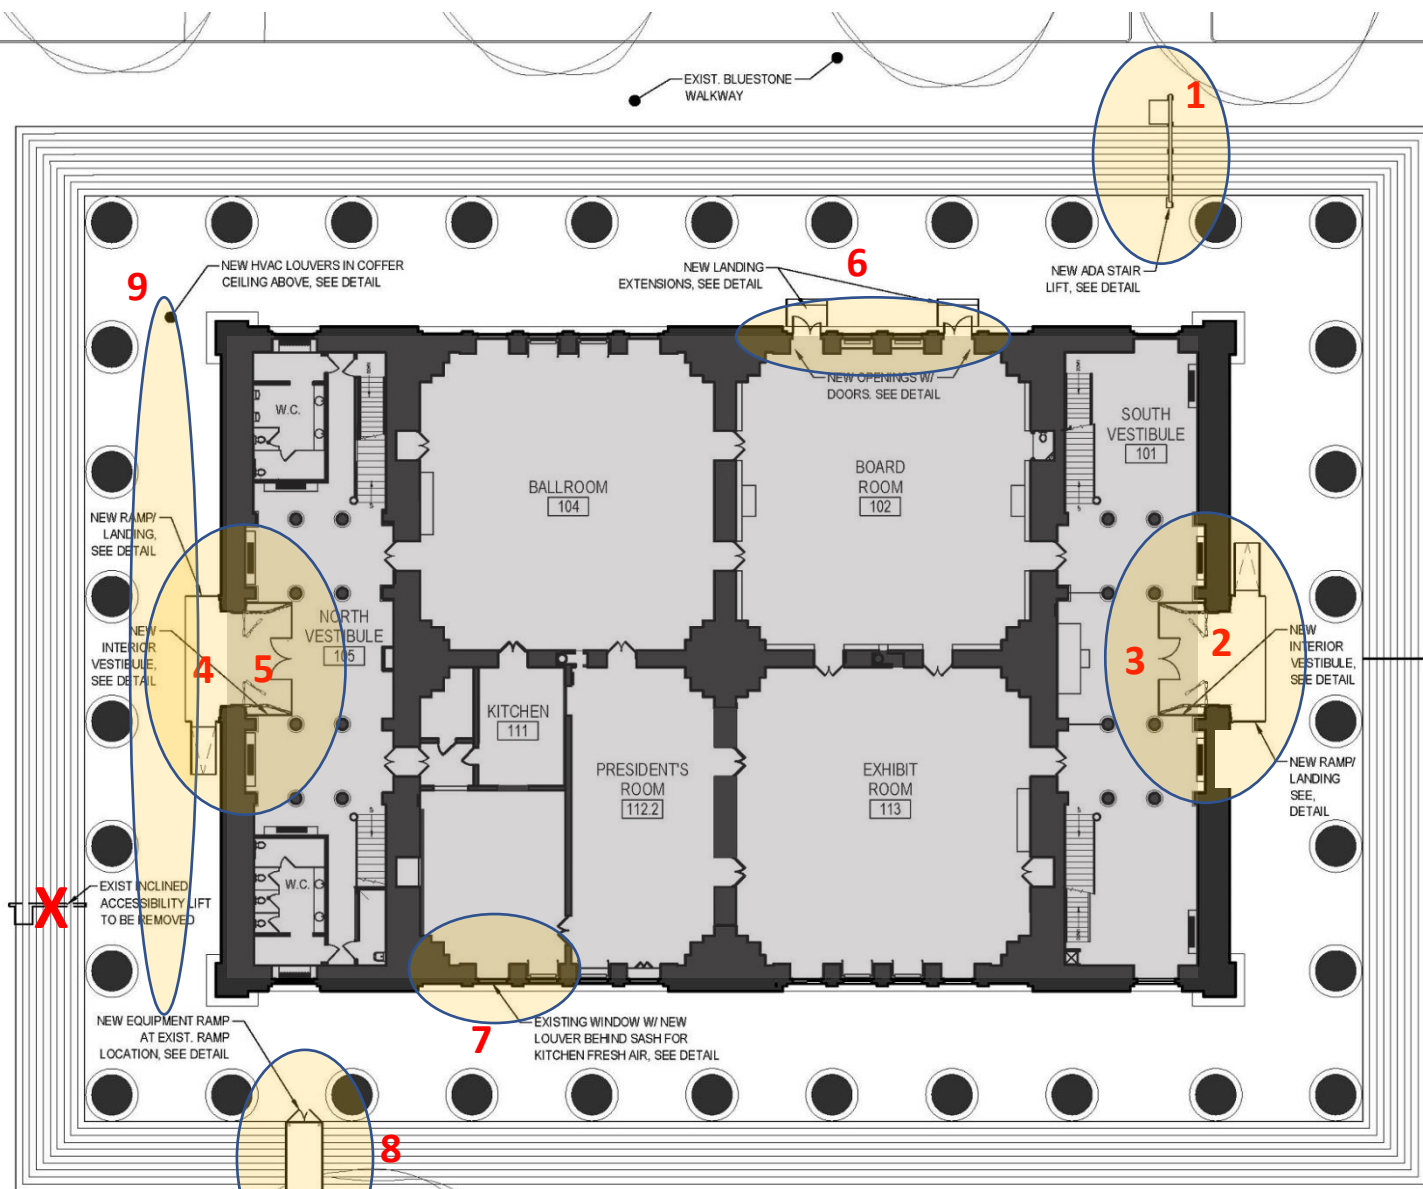 EXIST. BLUESTONE
WALKWAY
1
NEW HVAC LOUVERS IN COFFER
CEILING ABOVE, SEE DETAIL
9
NEW LANDING
EXTENSIONS, SEE DETAIL
6
NEW ADA STAIR
LIFT, SEE DETAIL
NEW OPENINGS W/
DOORS. SEE DETAIL
W.C.
SOUTH
VESTIBULE
101
BALLROOM
104
BOARD
ROOM
102
NEW RAMP/
LANDING,
SEE DETAIL
NEW
INTERIOR
VESTIBULE,
SEE DETAIL
4
5
NORTH
VESTIBULE
105
3
2
NEW
INTERIOR
VESTIBULE,
SEE DETAIL
KITCHEN
111
PRESIDENT'S
ROOM
112.2
EXHIBIT
ROOM
113
NEW RAMP/
LANDING
SEE,
DETAIL
X
EXIST INCLINED
ACCESSIBILITY LIFT
TO BE REMOVED
W.C.
NEW EQUIPMENT RAMP
AT EXIST. RAMP
LOCATION, SEE DETAIL
7
EXISTING WINDOW W/ NEW
LOUVER BEHIND SASH FOR
KITCHEN FRESH AIR, SEE DETAIL
8